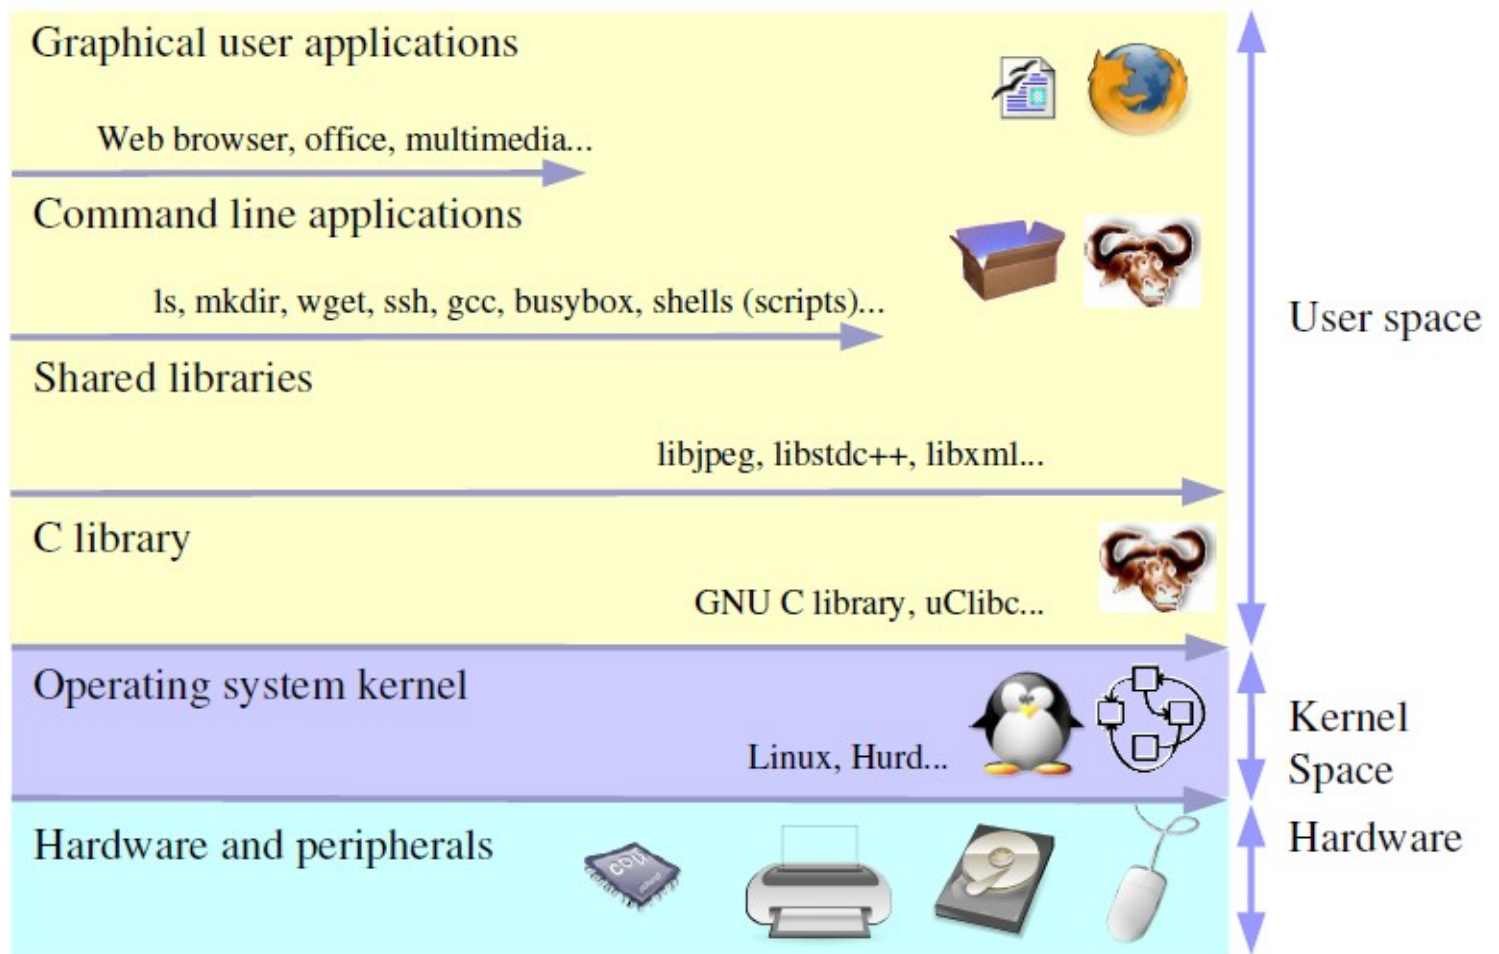 Graphical user applications
Web browser, office, multimedia...
Command line applications
ls, mkdir, wget, ssh, gcc, busybox, shells (scripts)...
Shared libraries
libjpeg, libstdc++, libxml...
C library
GNU C library, uClibc...
User space
Operating system kernel
Linux, Hurd...
Kernel
Space
Hardware and peripherals
cpu
Hardware